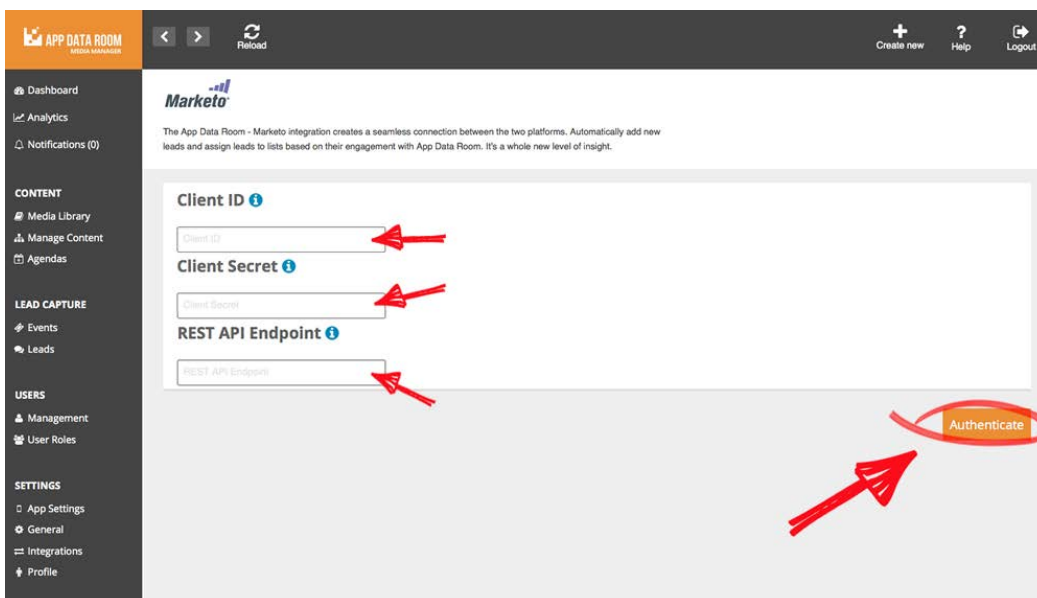 APP DATA ROOM
MEDIA MANAGER
Reload
Create new
Help
Logout
Dashboard
Analytics
Notifications (0)
CONTENT
Media Library
Manage Content
Agendas
LEAD CAPTURE
Events
Leads
USERS
Management
User Roles
SETTINGS
App Settings
General
Integrations
Profile
Marketo
The App Data Room - Marketo integration creates a seamless connection between the two platforms. Automatically add new
leads and assign leads to lists based on their engagement with App Data Room. It's a whole new level of insight.
Client ID
Client ID
Client Secret
Client Secret
REST API Endpoint
REST API Endpoint
Authenticate